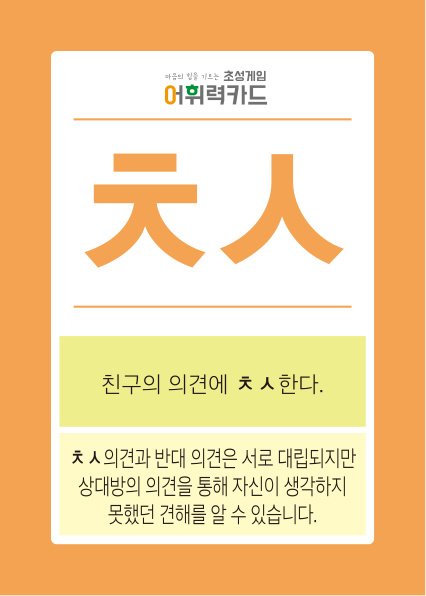 마음의 힘을 기르는 초성게임
어휘력카드
ㅊㅅ
친구의 의견에 ㅊㅅ한다.
ㅊㅅ의견과 반대 의견은 서로 대립되지만
상대방의 의견을 통해 자신이 생각하지
못했던 견해를 알 수 있습니다.